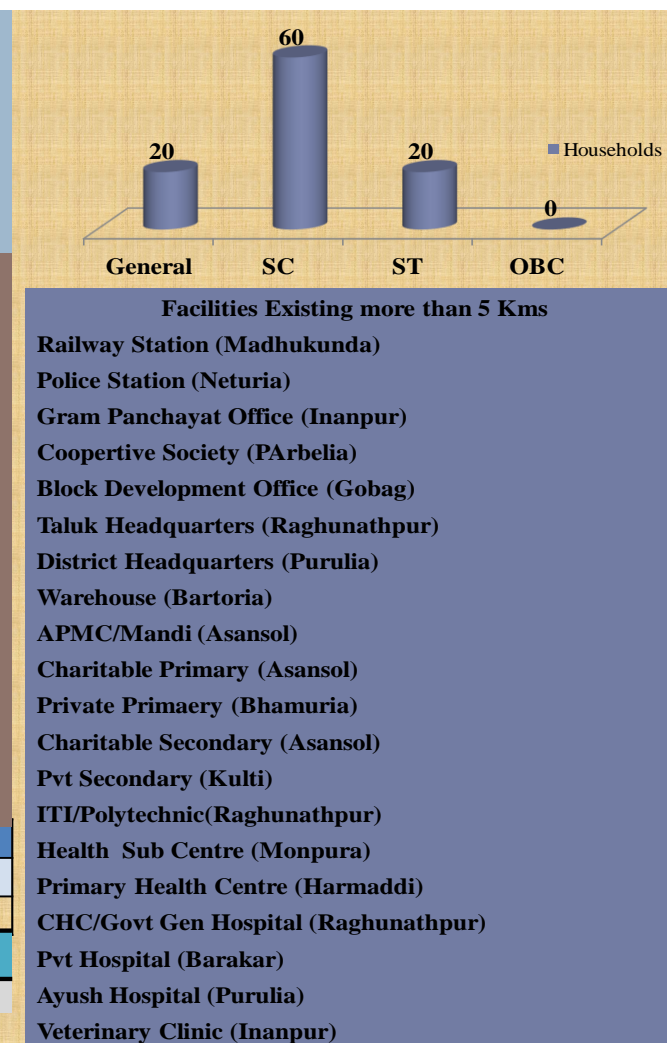 60
20
20
Households
0
General SC ST OBC
Facilities Existing more than 5 Kms
Railway Station (Madhukunda)
Police Station (Neturia)
Gram Panchayat Office (Inanpur)
Coopertive Society (PArbelia)
Block Development Office (Gobag)
Taluk Headquarters (Raghunathpur)
District Headquarters (Purulia)
Warehouse (Bartoria)
APMC/Mandi (Asansol)
Charitable Primary (Asansol)
Private Primaery (Bhamuria)
Charitable Secondary (Asansol)
Pvt Secondary (Kulti)
ITI/Polytechnic(Raghunathpur)
Health Sub Centre (Monpura)
Primary Health Centre (Harmaddi)
CHC/Govt Gen Hospital (Raghunathpur)
Pvt Hospital (Barakar)
Ayush Hospital (Purulia)
Veterinary Clinic (Inanpur)